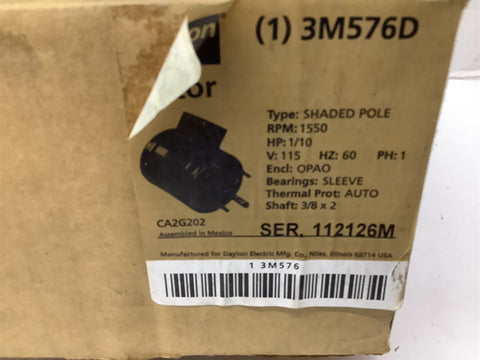 (1) 3M576D
Type: SHADED POLE
RPM: 1550
HP: 1/10
V: 115 HZ: 60 PH: 1
Encl: OPAO
Bearings: SLEEVE
Thermal Prot: AUTO
Shaft: 3/8 x 2
CA2G202
Assembled in Mexico
SER. 112126M
Manufactured for Dayton Electric Mfg. Co., Niles, Illinois 60714 USA
1 3M576